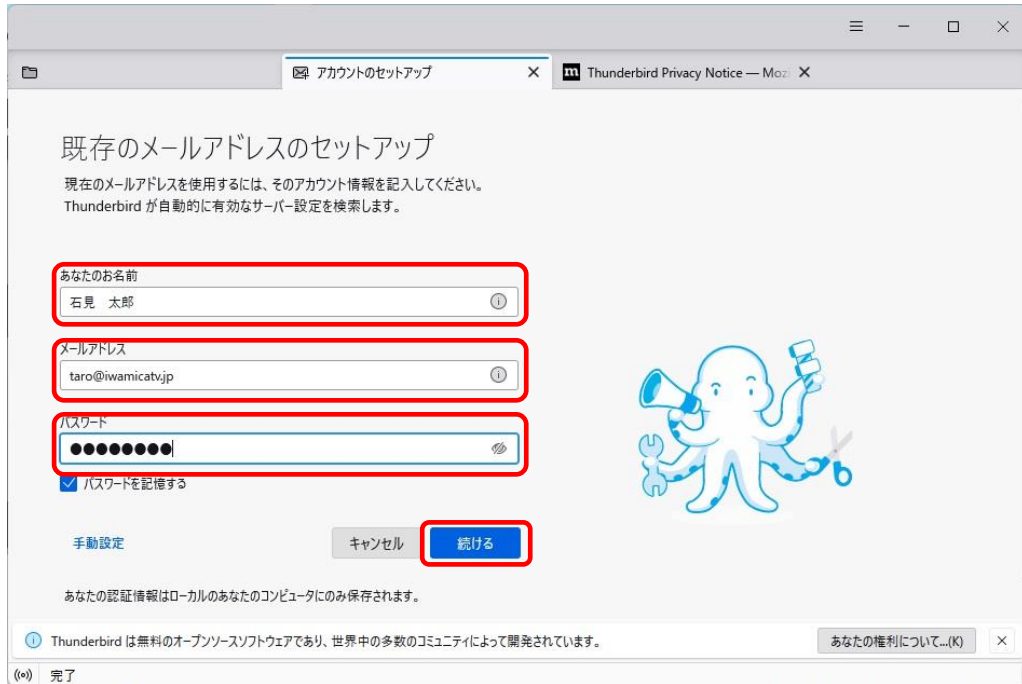 アカウントのセットアップ
m Thunderbird Privacy Notice — Mozi
既存のメールアドレスのセットアップ
現在のメールアドレスを使用するには、そのアカウント情報を記入してください。
Thunderbird が自動的に有効なサーバー設定を検索します。
あなたのお名前
石見　太郎
メールアドレス
taro@iwamicatv.jp
パスワード
●●●●●●●●
パスワードを記憶する
手動設定
キャンセル
続ける
あなたの認証情報はローカルのあなたのコンピュータにのみ保存されます。
Thunderbird は無料のオープンソースソフトウェアであり、世界中の多数のコミュニティによって開発されています。
あなたの権利について...(K)
完了